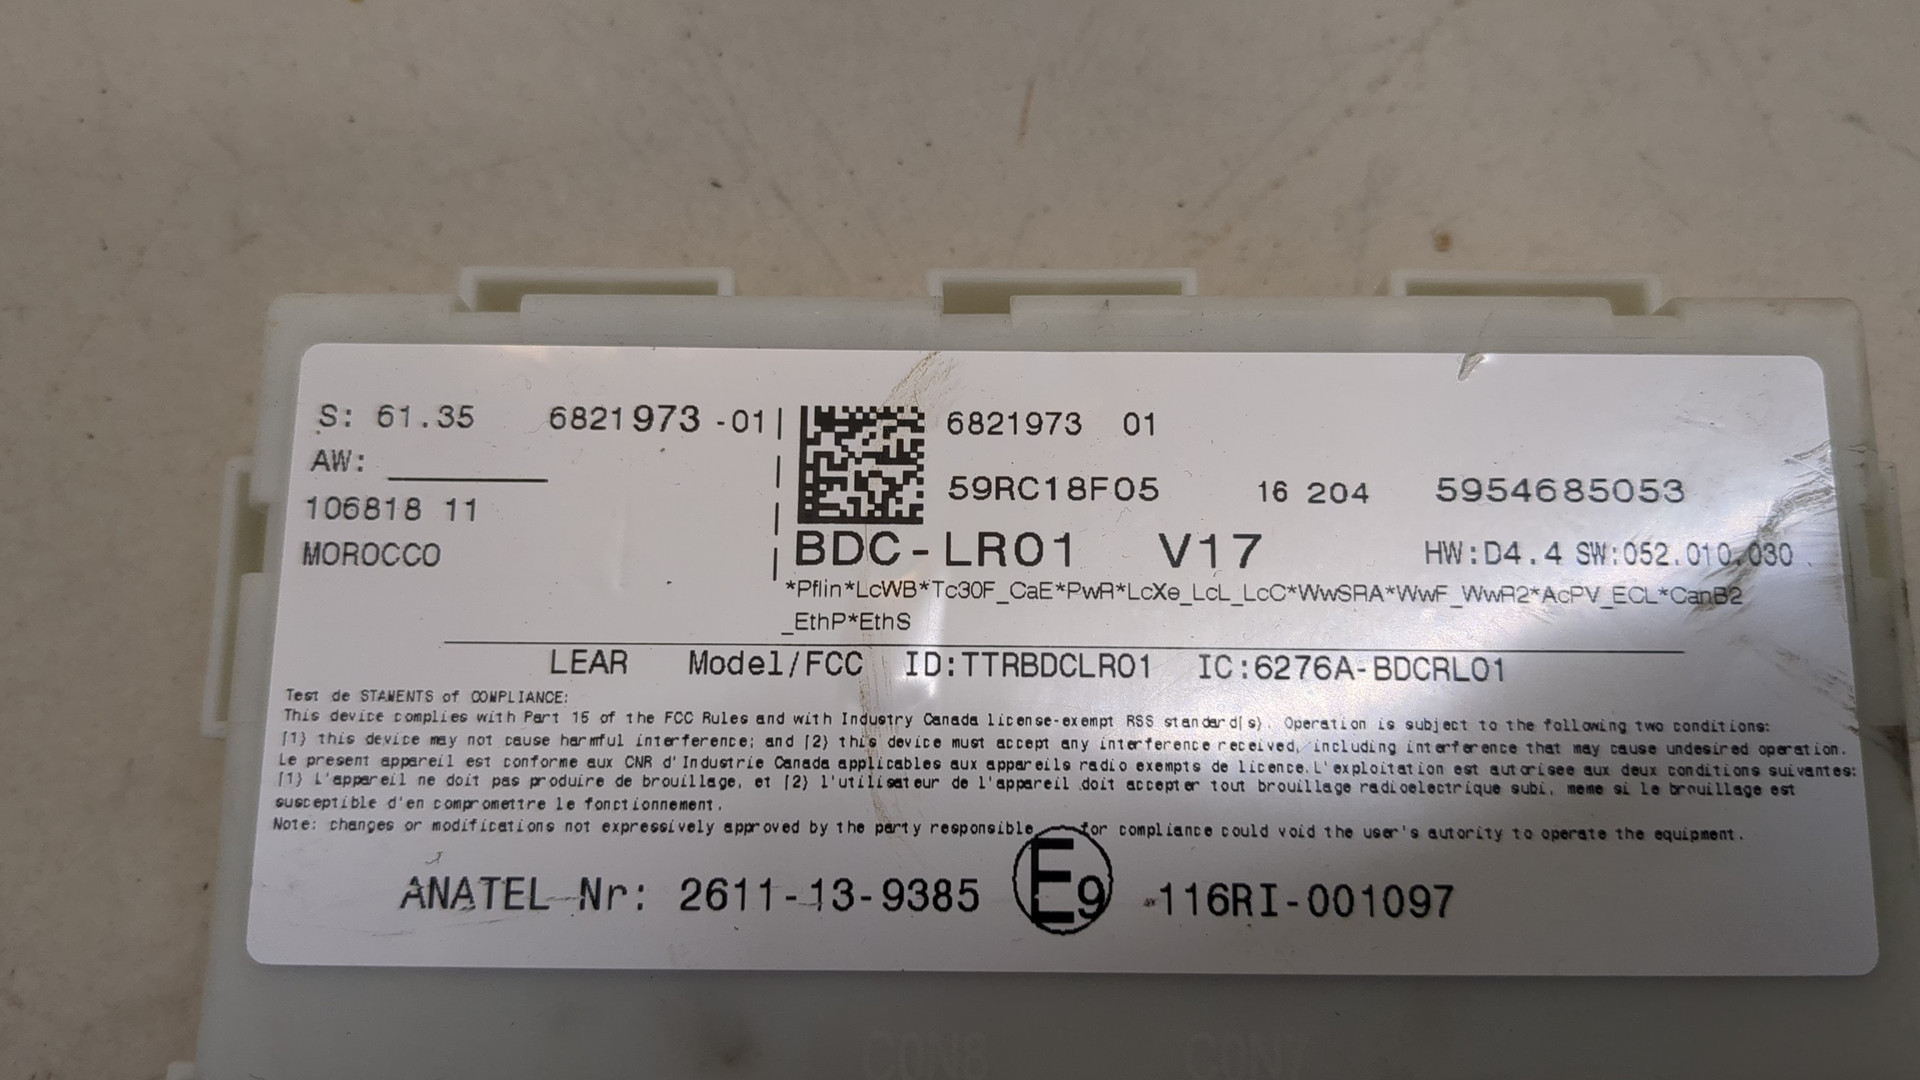 S: 61.35 6821973 -01
AW:
106818 11
MOROCCO
6821973 01
59RC18F05 16 204 5954685053
BDC-LR01 V17 HW:D4.4 SW:052.010.030
*Pflin*LcWB*Tc30F_CaE*PwR*LcXe_LcL_LcC*WwSRA*WwF_WwR2*AcPV_ECL*CanB2
_EthP*EthS
LEAR Model/FCC ID:TTRBDCLR01 IC:6276A-BDCRL01
Test de STAMENTS of COMPLIANCE:
This device complies with Part 15 of the FCC Rules and with Industry Canada license-exempt RSS standard(s). Operation is subject to the following two conditions:
(1) this device may not cause harmful interference; and (2) this device must accept any interference received, including interference that may cause undesired operation.
Le present appareil est conforme aux CNR d'Industrie Canada applicables aux appareils radio exempts de licence.L'exploitation est autorisee aux deux conditions suivantes:
(1) L'appareil ne doit pas produire de brouillage, et (2) l'utilisateur de l'appareil doit accepter tout brouillage radioelectrique subi, meme si le brouillage est
susceptible d'en compromettre le fonctionnement.
Note: changes or modifications not expressively approved by the party responsible for compliance could void the user's autority to operate the equipment.
ANATEL Nr: 2611-13-9385 E9 -116RI-001097
CON8 CON7